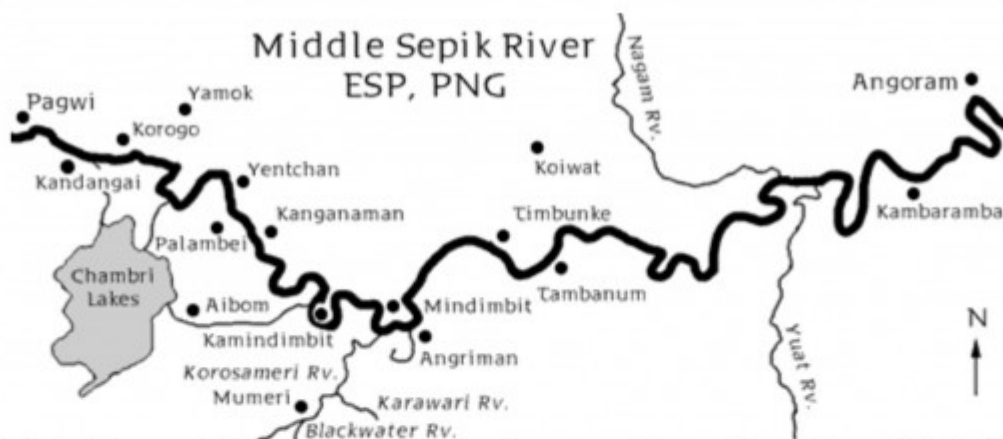 Middle Sepik River
ESP, PNG
Nagam Rv.
Angoram
Pagwi
Yamok
Korogo
Kandangai
Yentchan
Koiwat
Kambaramba
Kanganaman
Timbunke
Palambei
Chambri
Lakes
Tambanum
Aibom
Mindimbit
Kamindimbit
Angriman
N
Yuat Rv.
Korosameri Rv.
Mumeri
Karawari Rv.
Blackwater Rv.